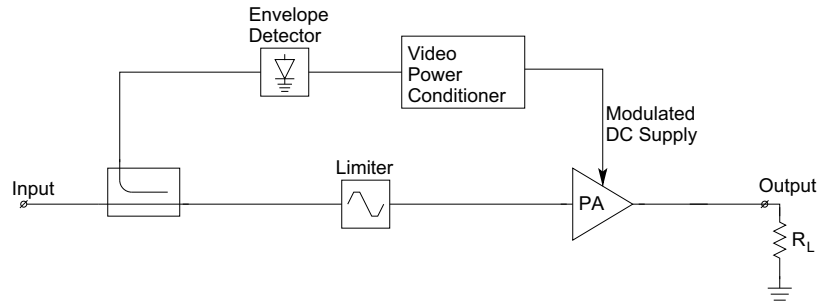 Envelope
Detector
Video
Power
Conditioner
Modulated
DC Supply
Limiter
Input
PA
Output
RL